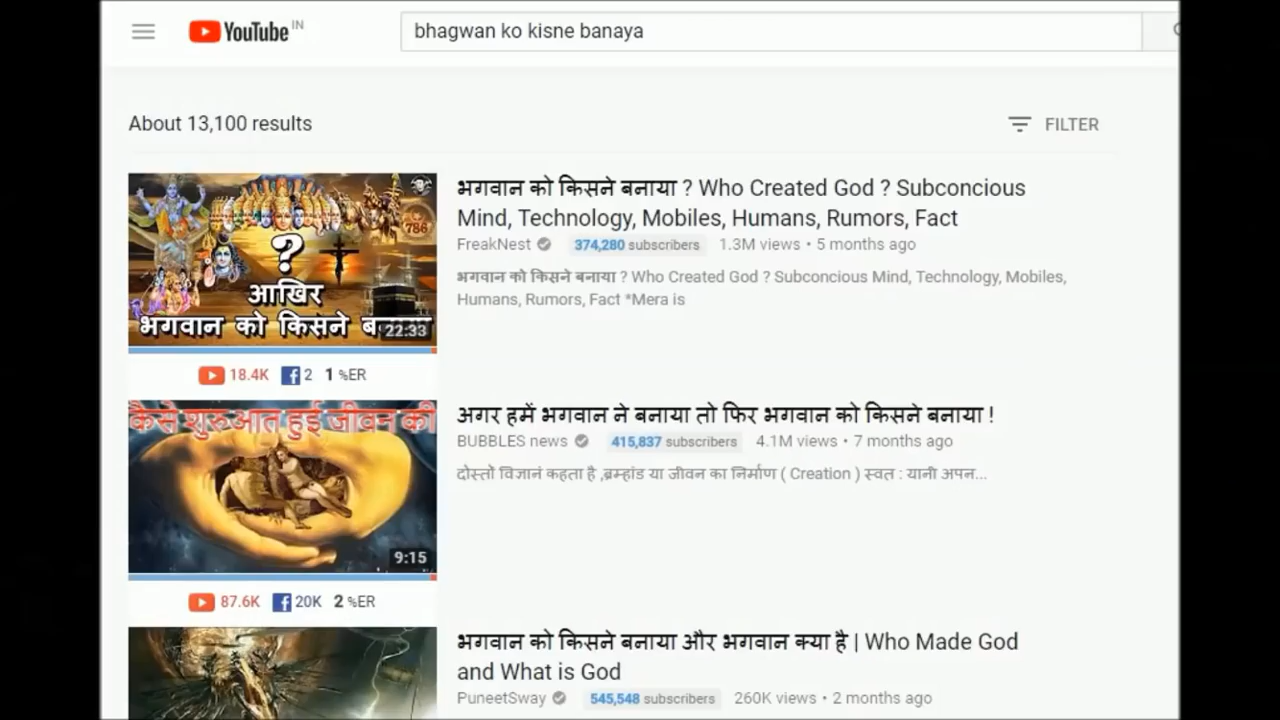 YouTube IN
bhagwan ko kisne banaya
About 13,100 results
FILTER
786
?
आखिर
भगवान को किसने
22:33
भगवान को किसने बनाया ? Who Created God ? Subconcious
Mind, Technology, Mobiles, Humans, Rumors, Fact
FreakNest 374,280 subscribers 1.3M views • 5 months ago
भगवान को किसने बनाया ? Who Created God ? Subconcious Mind, Technology, Mobiles,
Humans, Rumors, Fact *Mera is
18.4K 2 1 %ER
कैसे शुरुआत हुई जीवन की
9:15
अगर हमें भगवान ने बनाया तो फिर भगवान को किसने बनाया !
BUBBLES news 415,837 subscribers 4.1M views • 7 months ago
दोस्तो विज्ञानं कहता है ,ब्रम्हांड या जीवन का निर्माण ( Creation ) स्वत : यानी अपन...
87.6K 20K 2 %ER
भगवान को किसने बनाया और भगवान क्या है | Who Made God
and What is God
PuneetSway 545,548 subscribers 260K views • 2 months ago